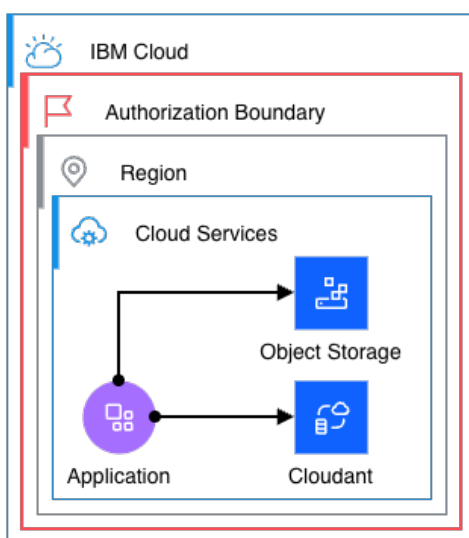 IBM Cloud
Authorization Boundary
Region
Cloud Services
Object Storage
Application
Cloudant